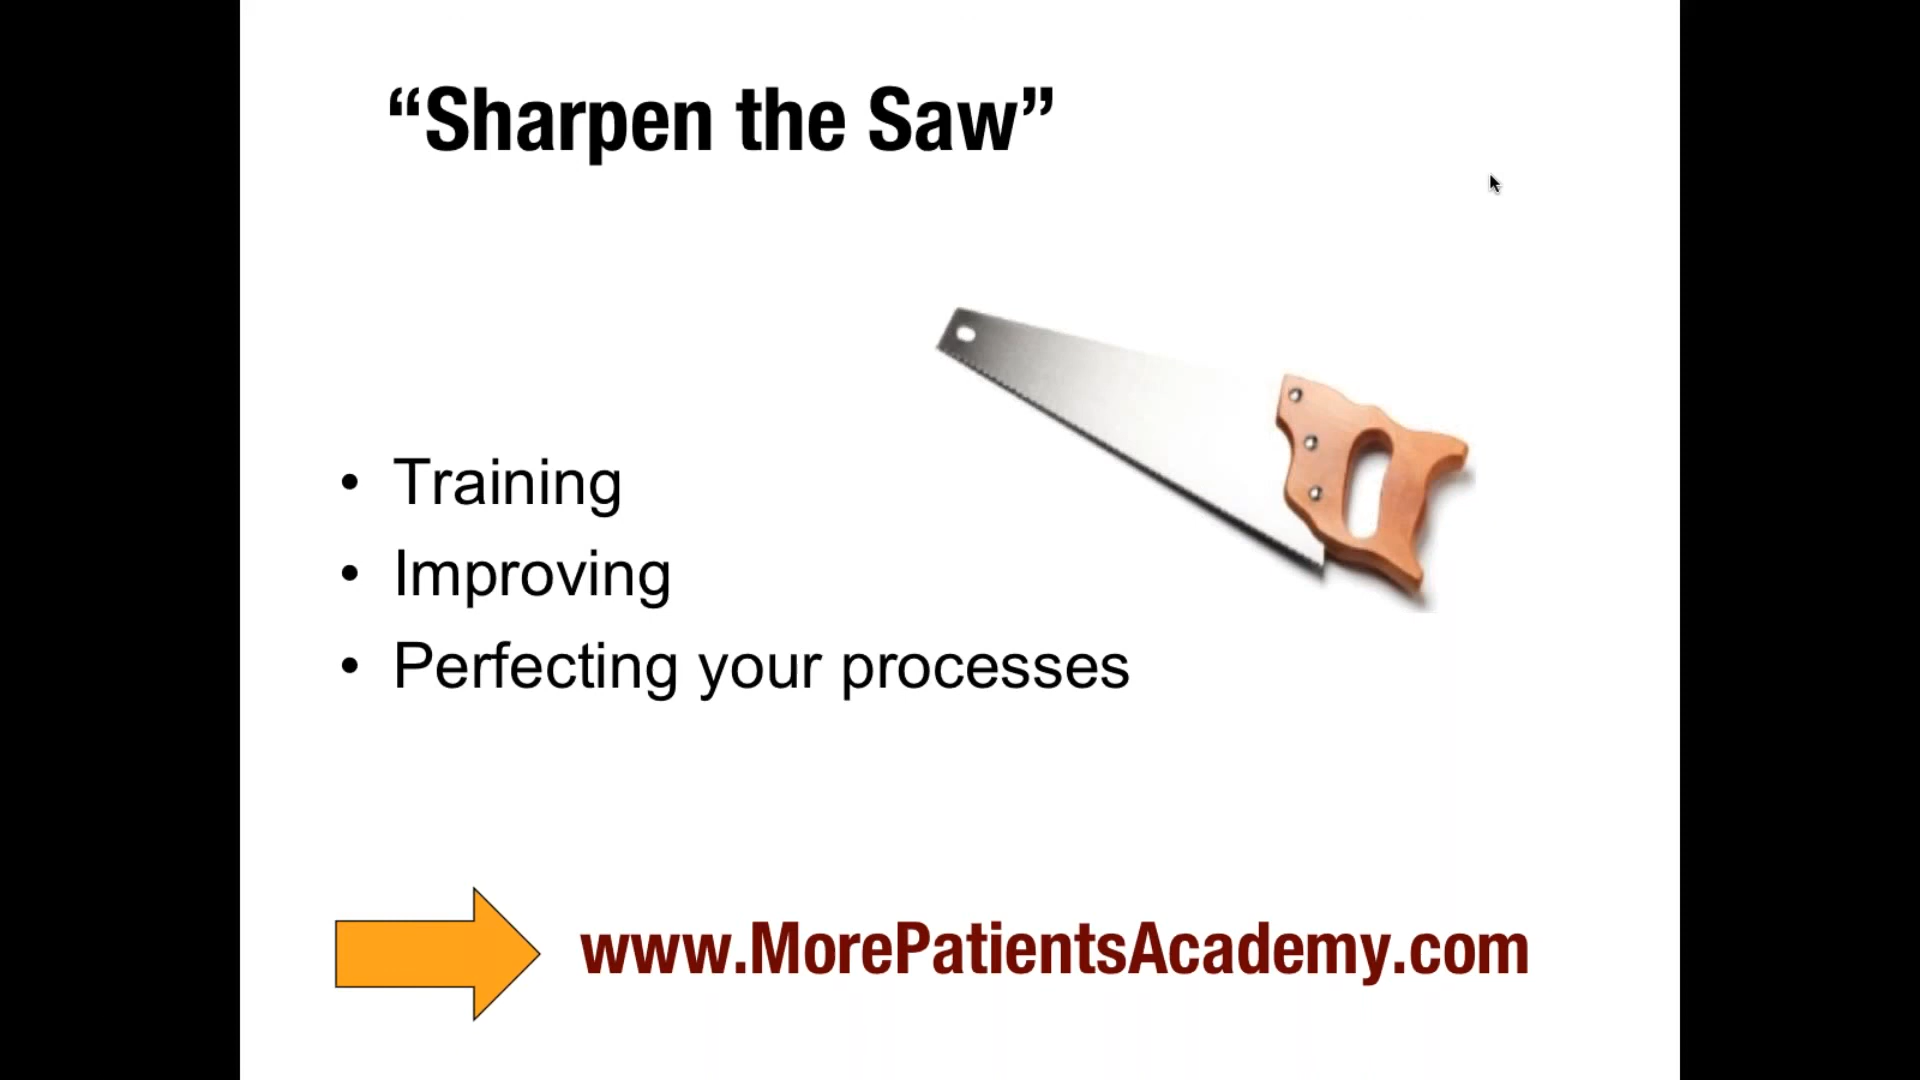 “Sharpen the Saw”
• Training
• Improving
• Perfecting your processes
www.MorePatientsAcademy.com